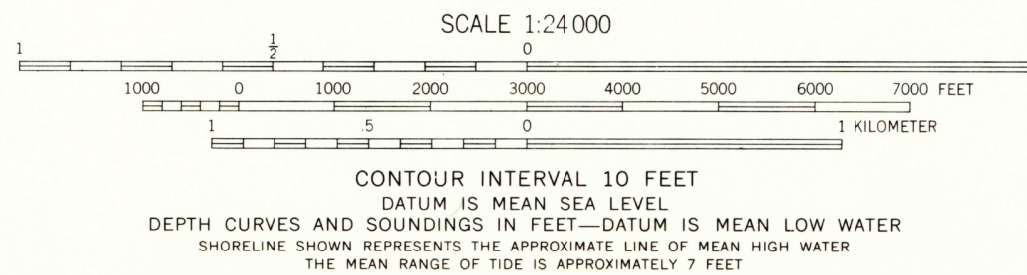 SCALE 1:24 000
1 1/2 0
1000 0 1000 2000 3000 4000 5000 6000 7000 FEET
1 .5 0 1 KILOMETER
CONTOUR INTERVAL 10 FEET
DATUM IS MEAN SEA LEVEL
DEPTH CURVES AND SOUNDINGS IN FEET—DATUM IS MEAN LOW WATER
SHORELINE SHOWN REPRESENTS THE APPROXIMATE LINE OF MEAN HIGH WATER
THE MEAN RANGE OF TIDE IS APPROXIMATELY 7 FEET